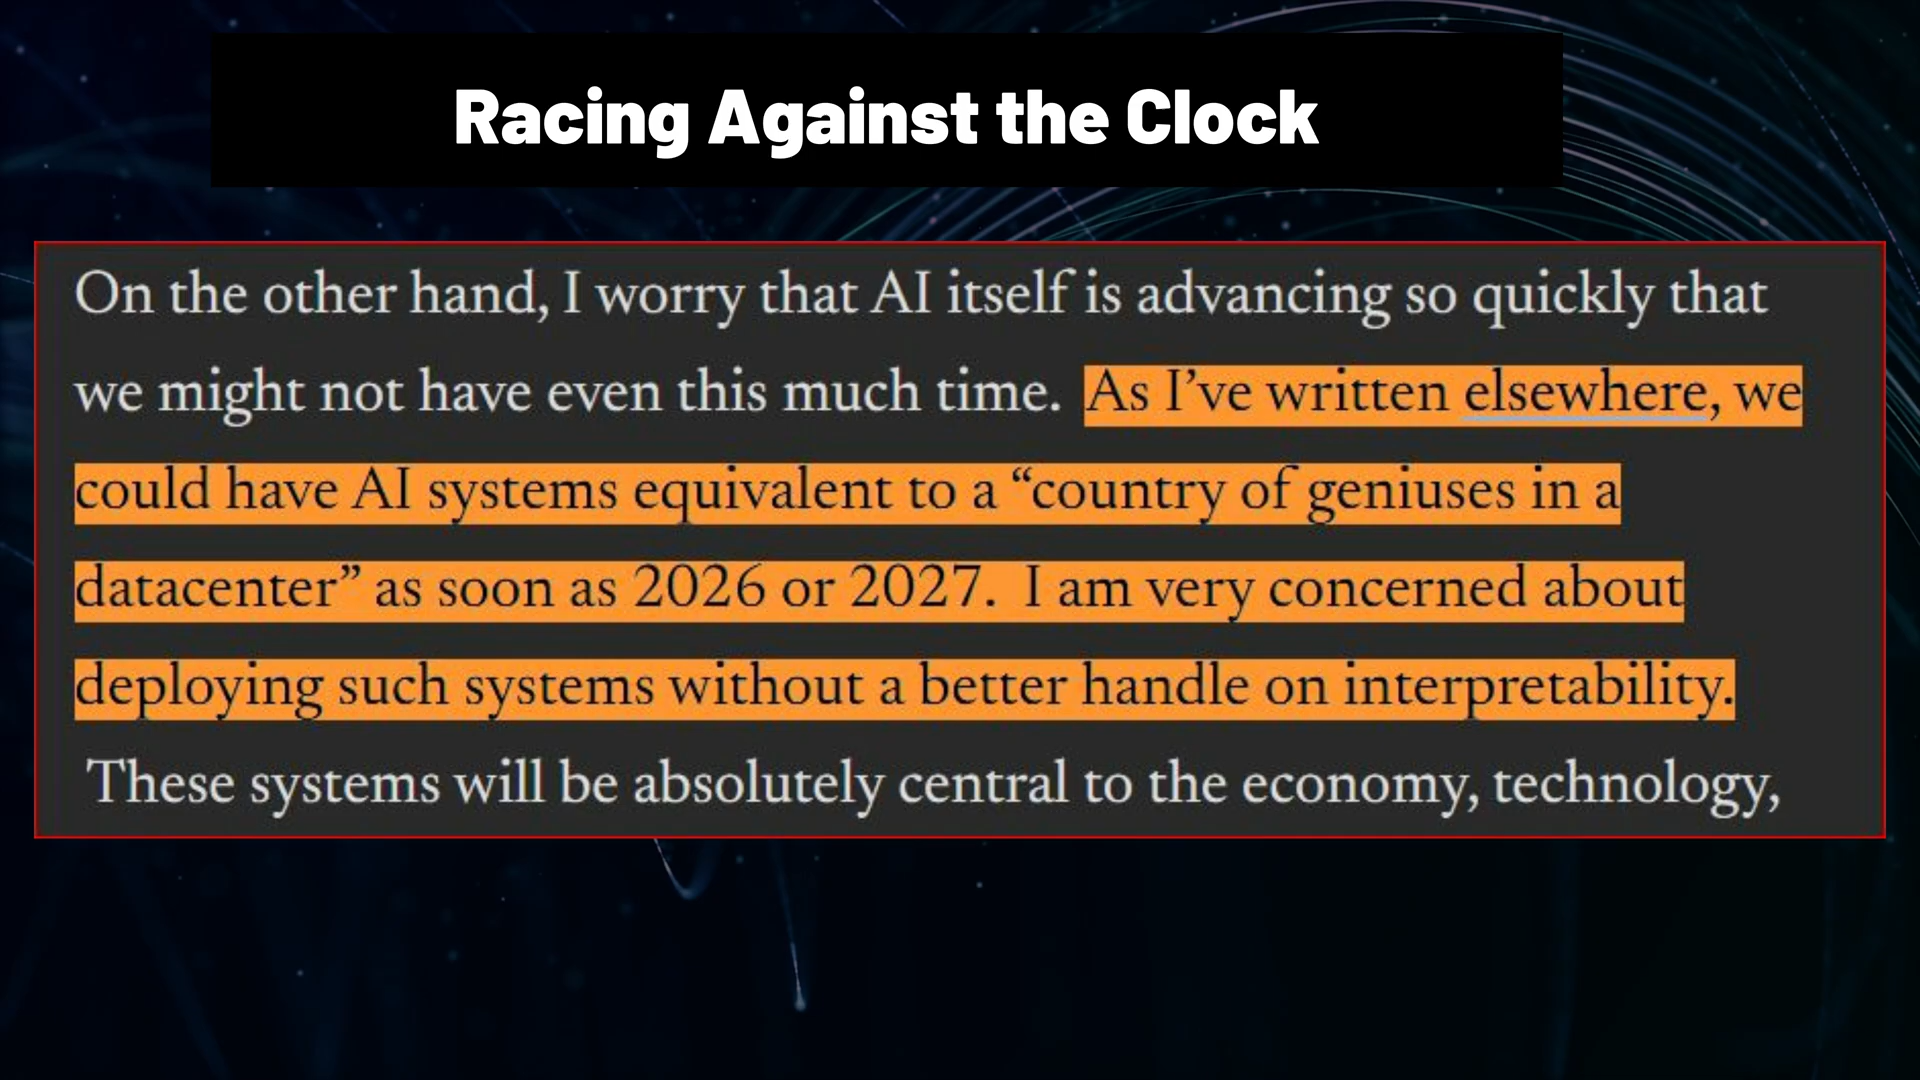 Racing Against the Clock
On the other hand, I worry that AI itself is advancing so quickly that
we might not have even this much time.  As I’ve written elsewhere, we
could have AI systems equivalent to a “country of geniuses in a
datacenter” as soon as 2026 or 2027.  I am very concerned about
deploying such systems without a better handle on interpretability.
These systems will be absolutely central to the economy, technology,